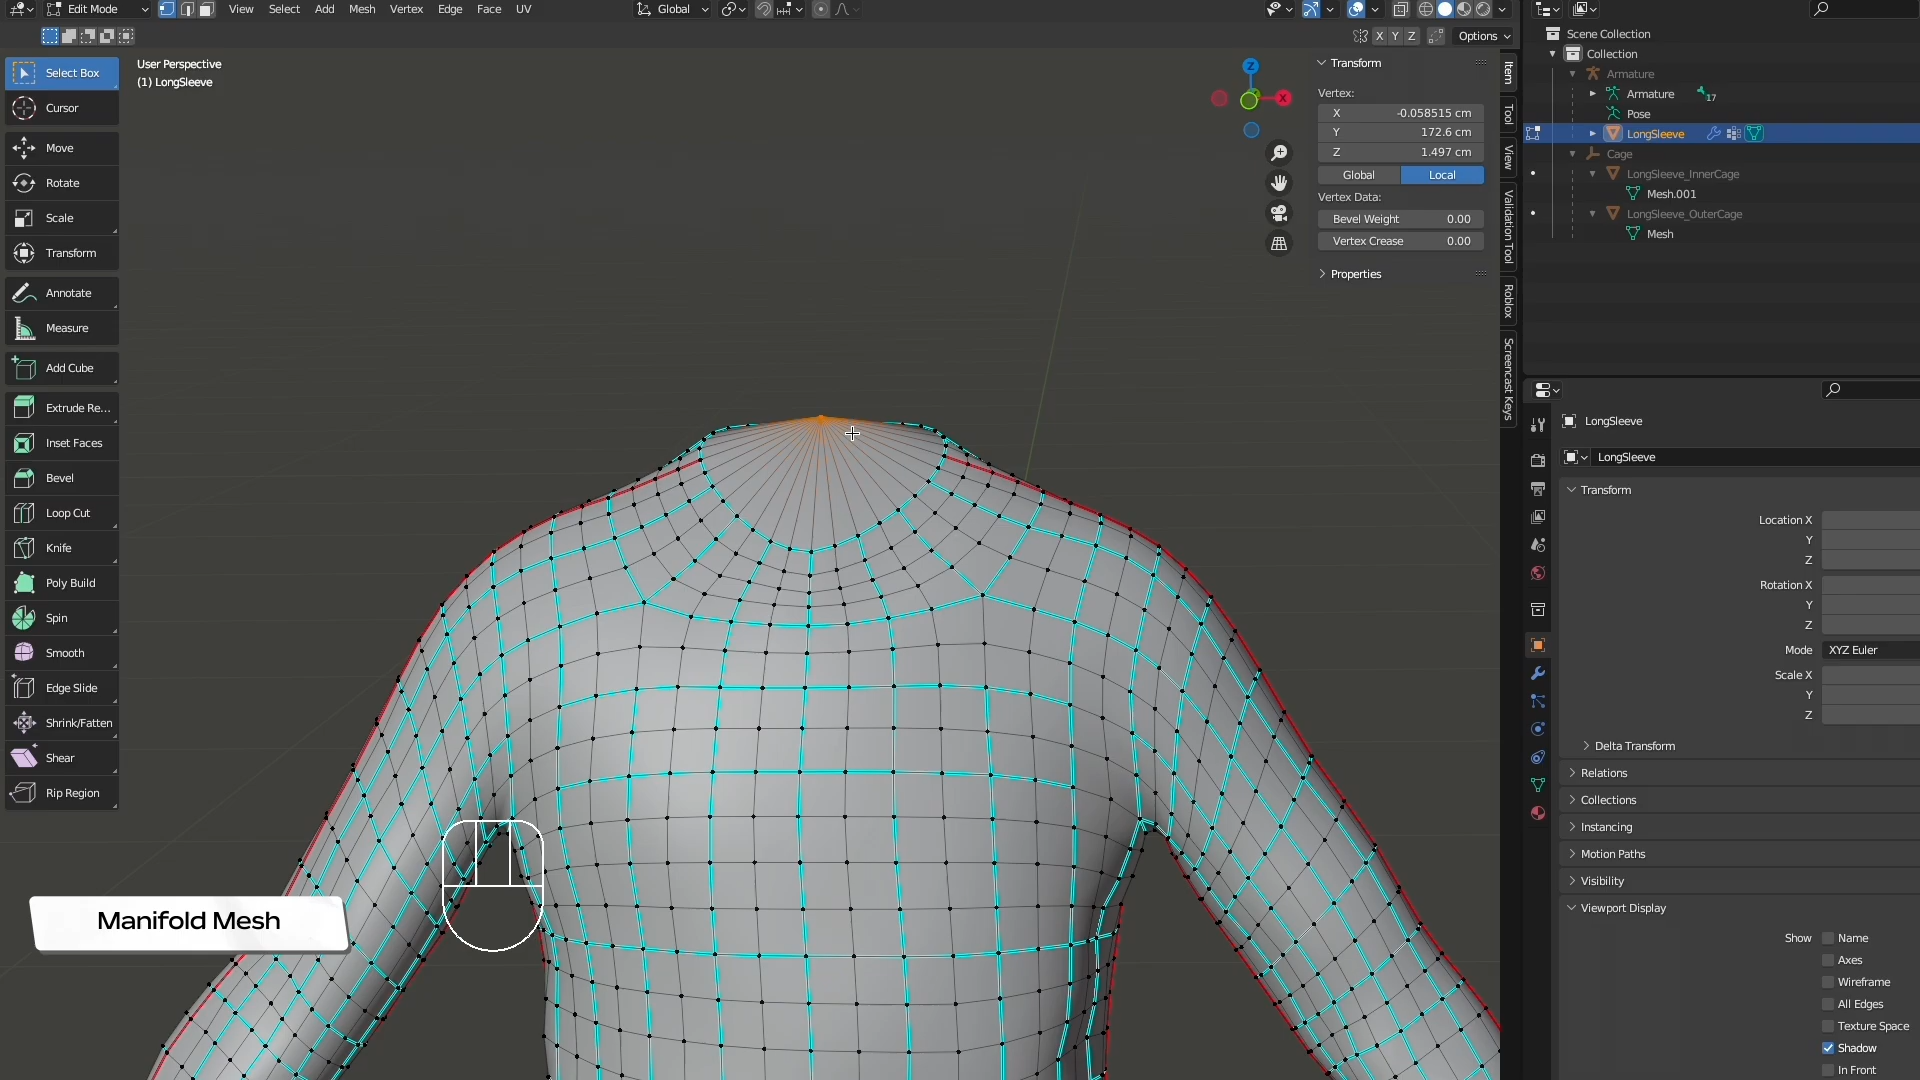 Edit Mode
View
Select
Add
Mesh
Vertex
Edge
Face
UV
Global
X Y Z
Options
User Perspective
(1) LongSleeve
Select Box
Cursor
Move
Rotate
Scale
Transform
Annotate
Measure
Add Cube
Extrude Re...
Inset Faces
Bevel
Loop Cut
Knife
Poly Build
Spin
Smooth
Edge Slide
Shrink/Fatten
Shear
Rip Region
Manifold Mesh
Z
X
Transform
Vertex:
X -0.058515 cm
Y 172.6 cm
Z 1.497 cm
Global Local
Vertex Data:
Bevel Weight 0.00
Vertex Crease 0.00
Properties
Item
Tool
View
Validation Tool
Roblox
Screencast Keys
Scene Collection
Collection
Armature
Armature 17
Pose
LongSleeve
Cage
LongSleeve_InnerCage
Mesh.001
LongSleeve_OuterCage
Mesh
LongSleeve
LongSleeve
Transform
Location X
Y
Z
Rotation X
Y
Z
Mode XYZ Euler
Scale X
Y
Z
Delta Transform
Relations
Collections
Instancing
Motion Paths
Visibility
Viewport Display
Show Name
Axes
Wireframe
All Edges
Texture Space
Shadow
In Front